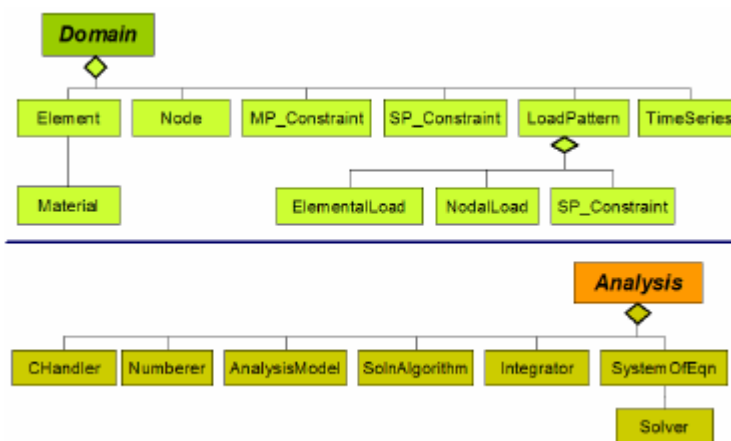 Domain
Element Node MP_Constraint SP_Constraint LoadPattern TimeSeries
Material ElementalLoad NodalLoad SP_Constraint
Analysis
CHandler Numberer AnalysisModel SolnAlgorithm Integrator SystemOfEqn
Solver